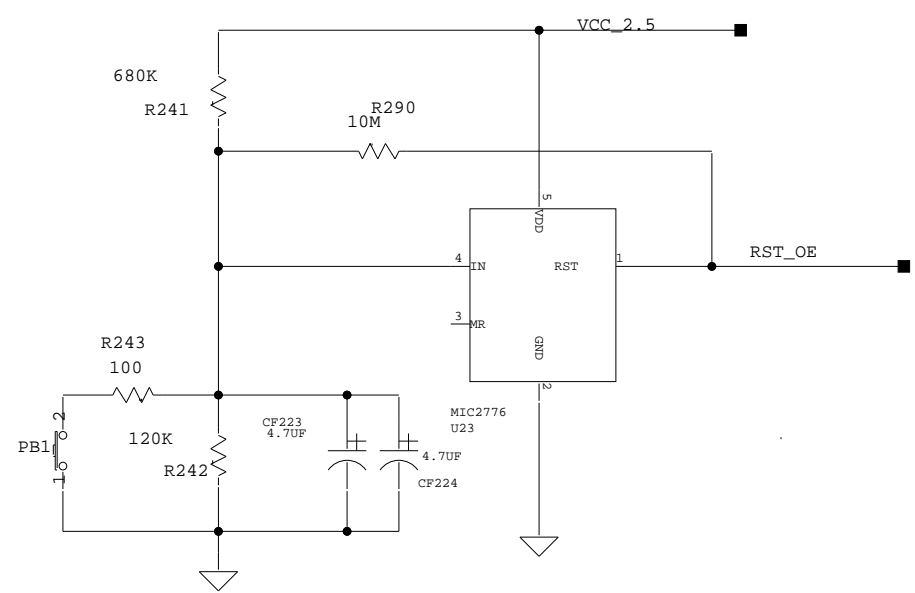 VCC_2.5
680K
R241
R290
10M
5
VDD
4
IN
RST
1
RST_OE
3
MR
GND
2
R243
100
MIC2776
U23
CF223
4.7UF
2
PB1
1
120K
R242
4.7UF
CF224